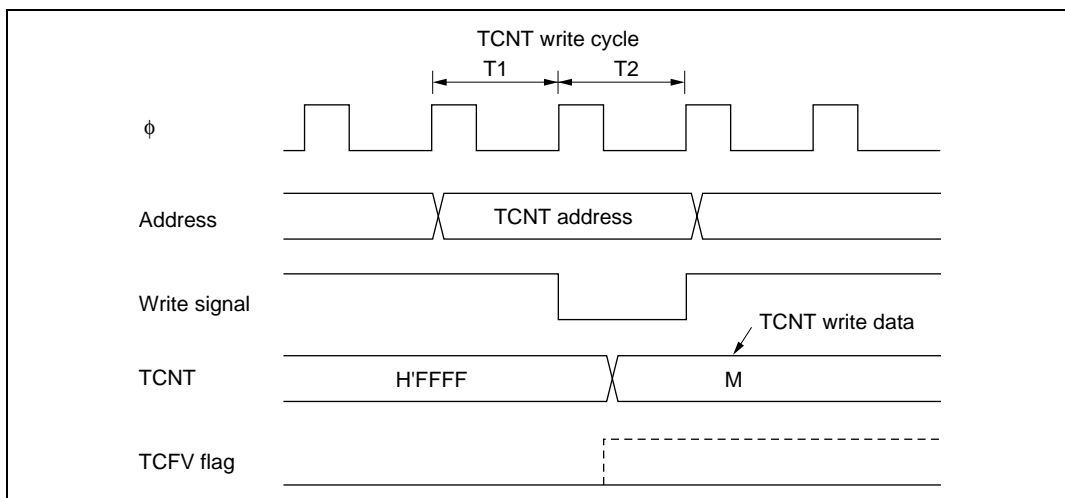 TCNT write cycle
T1 T2
ϕ
Address TCNT address
Write signal
TCNT write data
TCNT H'FFFF M
TCFV flag